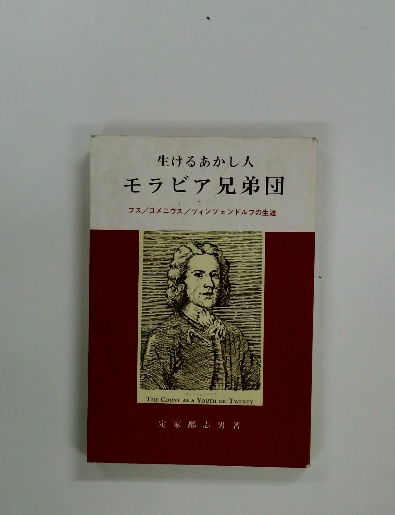 生けるあかし人
モラビア兄弟団
フス/コメニウス/ツィンツェンドルフの生涯
THE COUNT AS A YOUTH OF TWENTY
定家都志男著